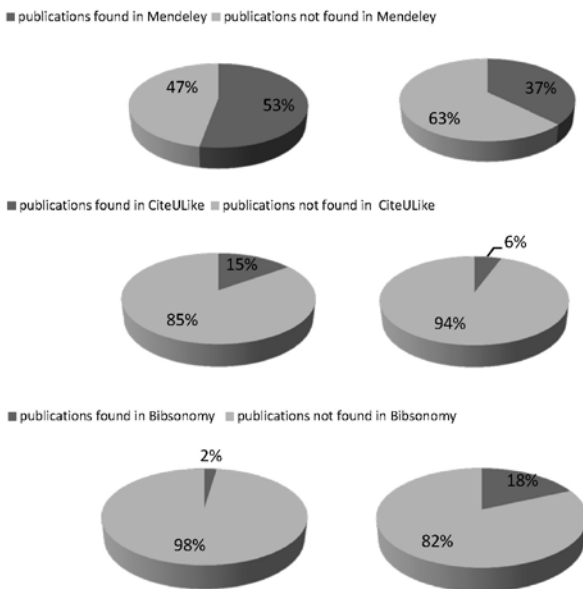 publications found in Mendeley publications not found in Mendeley
47% 53% 37% 63%
publications found in CiteULike publications not found in CiteULike
15% 85% 6% 94%
publications found in Bibsonomy publications not found in Bibsonomy
2% 98% 18% 82%